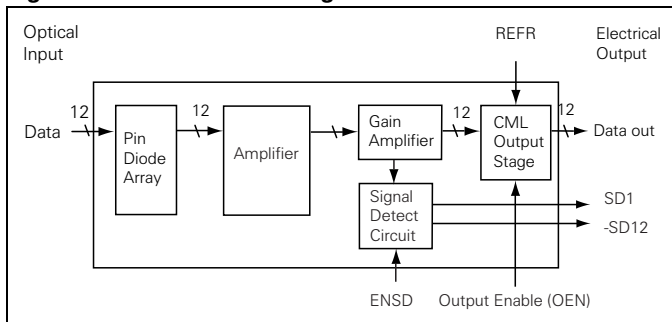 Optical
Input
REFR
Electrical
Output
12
12
12
12
Data
Pin
Diode
Array
Amplifier
Gain
Amplifier
CML
Output
Stage
Data out
Signal
Detect
Circuit
SD1
-SD12
ENSD
Output Enable (OEN)